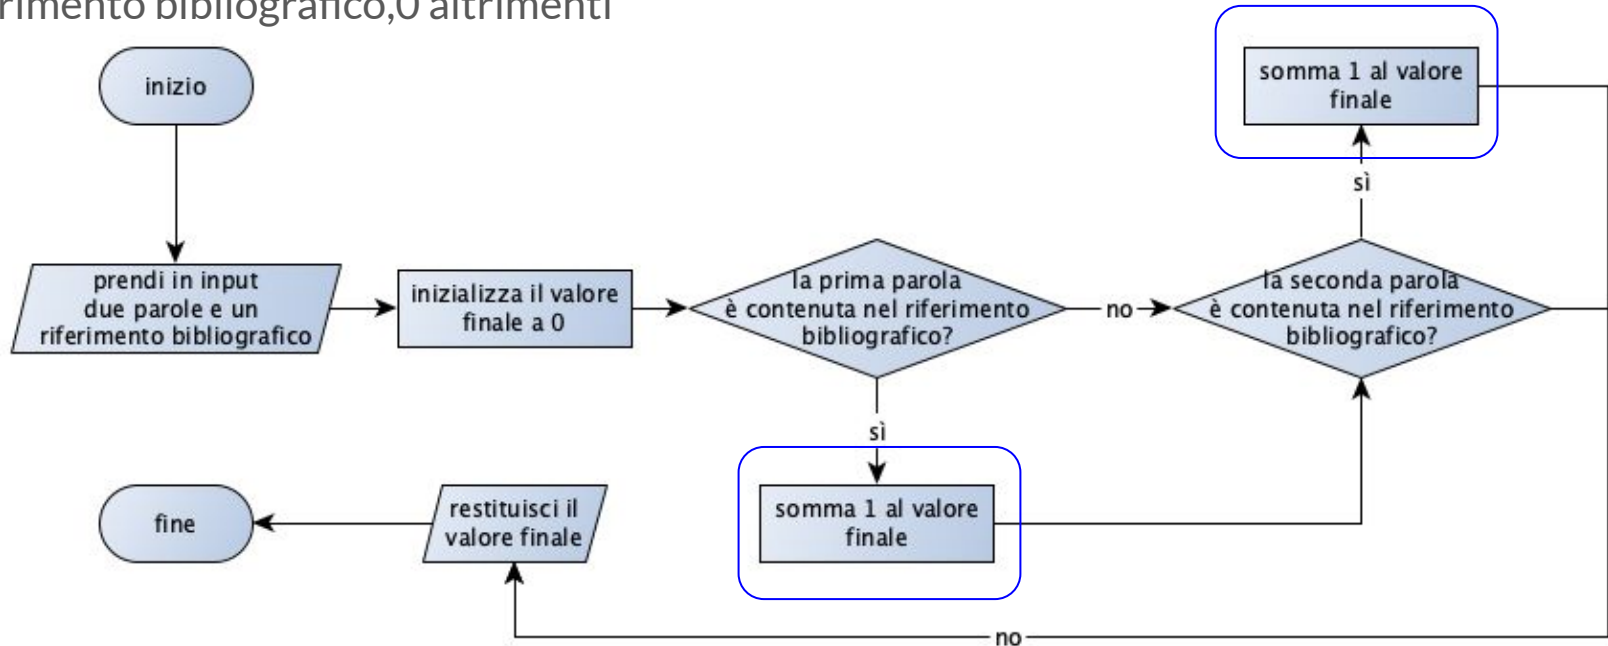 rimento bibliografico,0 altrimenti
inizio
somma 1 al valore
finale
sì
prendi in input
due parole e un
riferimento bibliografico
inizializza il valore
finale a 0
la prima parola
è contenuta nel riferimento
bibliografico?
no
la seconda parola
è contenuta nel riferimento
bibliografico?
sì
fine
restituisci il
valore finale
somma 1 al valore
finale
no